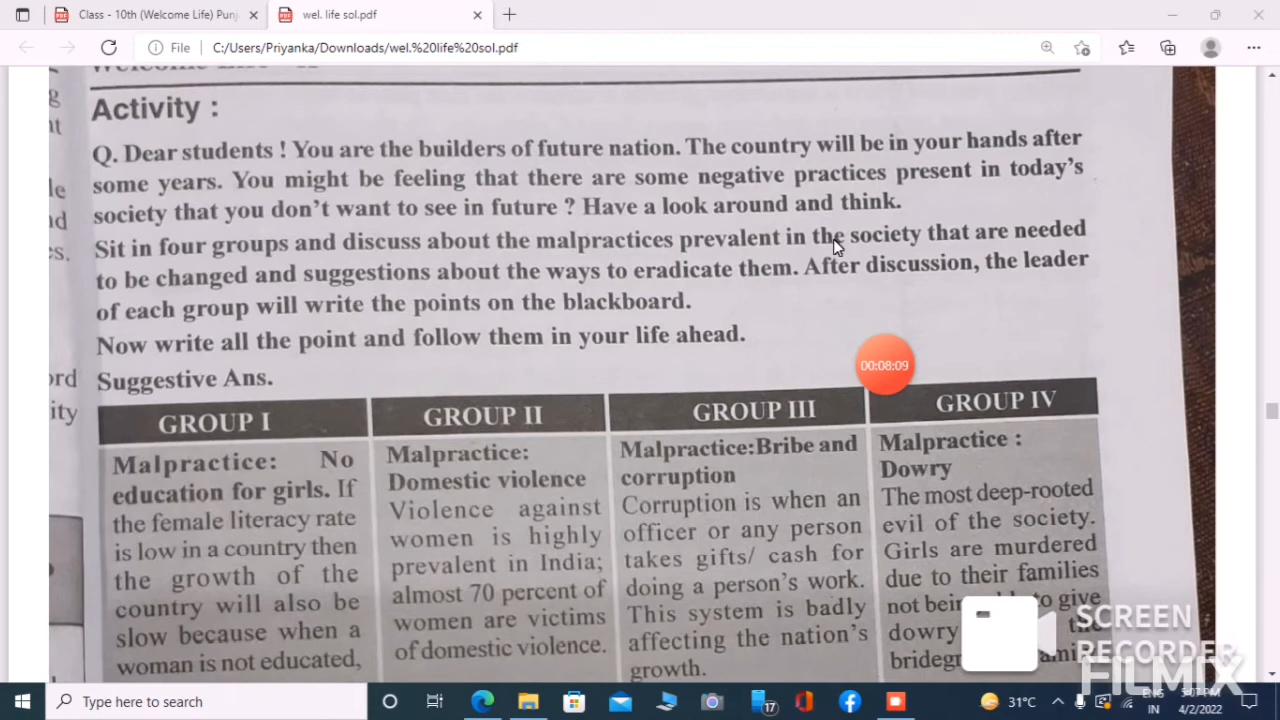 Class - 10th (Welcome Life) Punj
wel. life sol.pdf
File
C:/Users/Priyanka/Downloads/wel.%20life%20sol.pdf
Activity :
Q. Dear students ! You are the builders of future nation. The country will be in your hands after
some years. You might be feeling that there are some negative practices present in today's
society that you don't want to see in future ? Have a look around and think.
Sit in four groups and discuss about the malpractices prevalent in the society that are needed
to be changed and suggestions about the ways to eradicate them. After discussion, the leader
of each group will write the points on the blackboard.
Now write all the point and follow them in your life ahead.
00:08:09
Suggestive Ans.
GROUP I
Malpractice: No
education for girls. If
the female literacy rate
is low in a country then
the growth of the
country will also be
slow because when a
woman is not educated,
GROUP II
Malpractice:
Domestic violence
Violence against
women is highly
prevalent in India;
almost 70 percent of
women are victims
of domestic violence.
GROUP III
Malpractice:Bribe and
corruption
Corruption is when an
officer or any person
takes gifts/ cash for
doing a person's work.
This system is badly
affecting the nation's
growth.
GROUP IV
Malpractice :
Dowry
The most deep-rooted
evil of the society.
Girls are murdered
due to their families
to give
dowry
SCREEN
RECORDER
FILMIX
Type here to search
17
31°C
ENG
IN
5:07 PM
4/2/2022